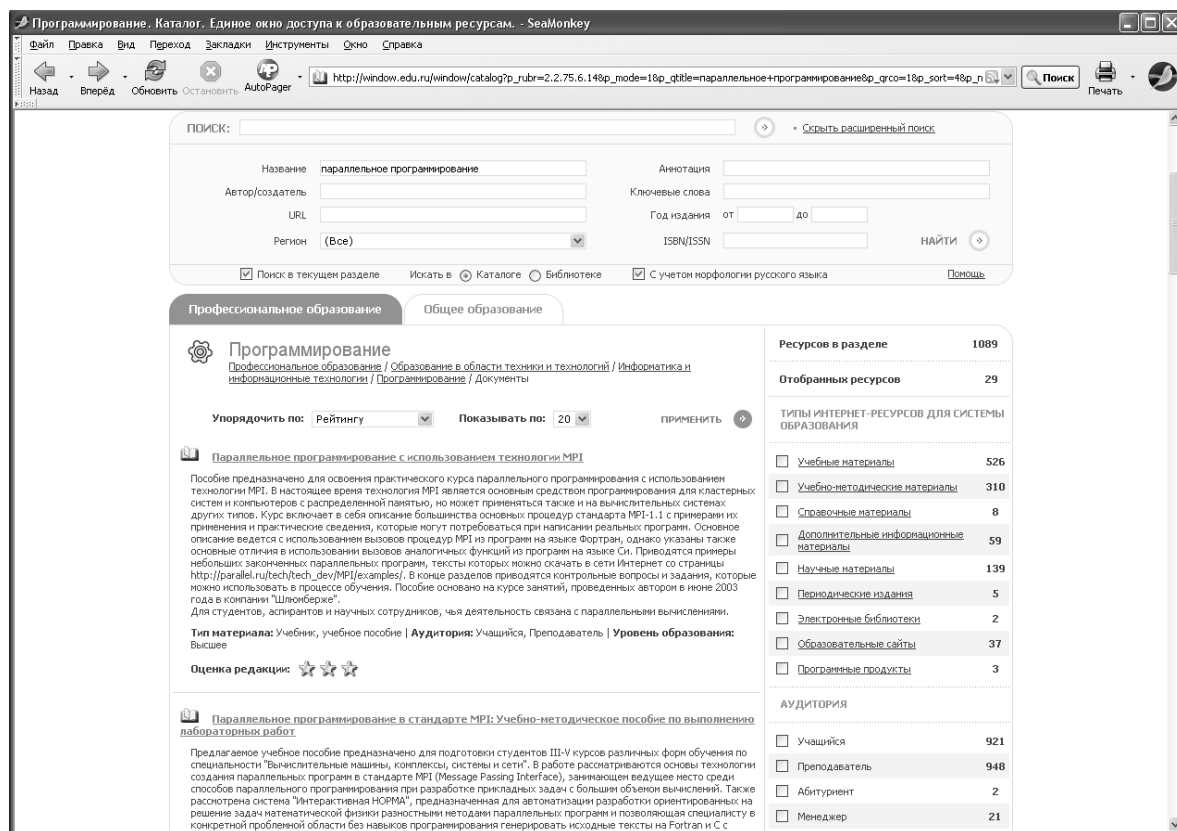 Программирование. Каталог. Единое окно доступа к образовательным ресурсам. - SeaMonkey
Файл Правка Вид Переход Закладки Инструменты Окно Справка
Назад Вперёд Обновить Остановить AutoPager http://window.edu.ru/window/catalog?p_rubr=2.2.75.6.14&p_mode=1&p_qtitle=параллельное+программирование&p_qrco=1&p_sort=4&p_n Поиск Печать
ПОИСК: Скрыть расширенный поиск
Название параллельное программирование Аннотация
Автор/создатель Ключевые слова
URL Год издания от до
Регион (Все) ISBN/ISSN НАЙТИ
Поиск в текущем разделе Искать в Каталоге Библиотеке С учетом морфологии русского языка Помощь
Профессиональное образование Общее образование
Программирование
Профессиональное образование / Образование в области техники и технологий / Информатика и
информационные технологии / Программирование / Документы
Упорядочить по: Рейтингу Показывать по: 20 ПРИМЕНИТЬ
Параллельное программирование с использованием технологии MPI
Пособие предназначено для освоения практического курса параллельного программирования с использованием
технологии MPI. В настоящее время технология MPI является основным средством программирования для кластерных
систем и компьютеров с распределенной памятью, но может применяться также и на вычислительных системах
других типов. Курс включает в себя описание большинства основных процедур стандарта MPI-1.1 с примерами их
применения и практические сведения, которые могут потребоваться при написании реальных программ. Основное
описание ведется с использованием вызовов процедур MPI из программ на языке Фортран, однако указаны также
основные отличия в использовании вызовов аналогичных функций из программ на языке Си. Приводятся примеры
небольших законченных параллельных программ, тексты которых можно скачать в сети Интернет со страницы
http://parallel.ru/tech/tech_dev/MPI/examples/. В конце разделов приводятся контрольные вопросы и задания, которые
можно использовать в процессе обучения. Пособие основано на курсе занятий, проведенных автором в июне 2003
года в компании "Шлюмберже".
Для студентов, аспирантов и научных сотрудников, чья деятельность связана с параллельными вычислениями.
Тип материала: Учебник, учебное пособие | Аудитория: Учащийся, Преподаватель | Уровень образования:
Высшее
Оценка редакции:
Параллельное программирование в стандарте MPI: Учебно-методическое пособие по выполнению
лабораторных работ
Предлагаемое учебное пособие предназначено для подготовки студентов III-V курсов различных форм обучения по
специальности "Вычислительные машины, комплексы, системы и сети". В работе рассматриваются основы технологии
создания параллельных программ в стандарте MPI (Message Passing Interface), занимающем ведущее место среди
способов параллельного программирования при разработке прикладных задач с большим объемом вычислений. Также
рассмотрена система "Интерактивная НОРМА", предназначенная для автоматизации разработки ориентированных на
решение задач математической физики разностными методами параллельных программ и позволяющая специалисту в
конкретной проблемной области без навыков программирования генерировать исходные тексты на Fortran и C с
Ресурсов в разделе 1089
Отобранных ресурсов 29
ТИПЫ ИНТЕРНЕТ-РЕСУРСОВ ДЛЯ СИСТЕМЫ
ОБРАЗОВАНИЯ
Учебные материалы 526
Учебно-методические материалы 310
Справочные материалы 8
Дополнительные информационные
материалы 59
Научные материалы 139
Периодические издания 5
Электронные библиотеки 2
Образовательные сайты 37
Программные продукты 3
АУДИТОРИЯ
Учащийся 921
Преподаватель 948
Абитуриент 2
Менеджер 21